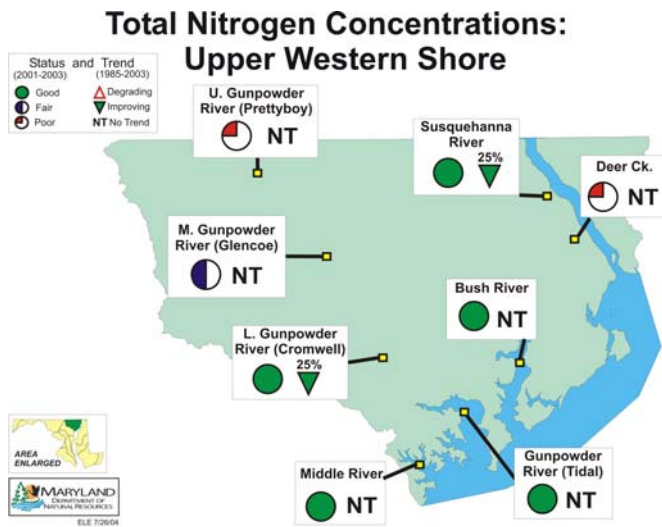 Total Nitrogen Concentrations:
Upper Western Shore
Status and Trend
(2001-2003) (1985-2003)
Good Degrading
Fair Improving
Poor NT No Trend
U. Gunpowder
River (Prettyboy)
NT
Susquehanna
River
25%
Deer Ck.
NT
M. Gunpowder
River (Glencoe)
NT
Bush River
NT
L. Gunpowder
River (Cromwell)
25%
Middle River
NT
Gunpowder
River (Tidal)
NT
AREA
ENLARGED
MARYLAND
DEPARTMENT OF
NATURAL RESOURCES
ELE 7/26/04